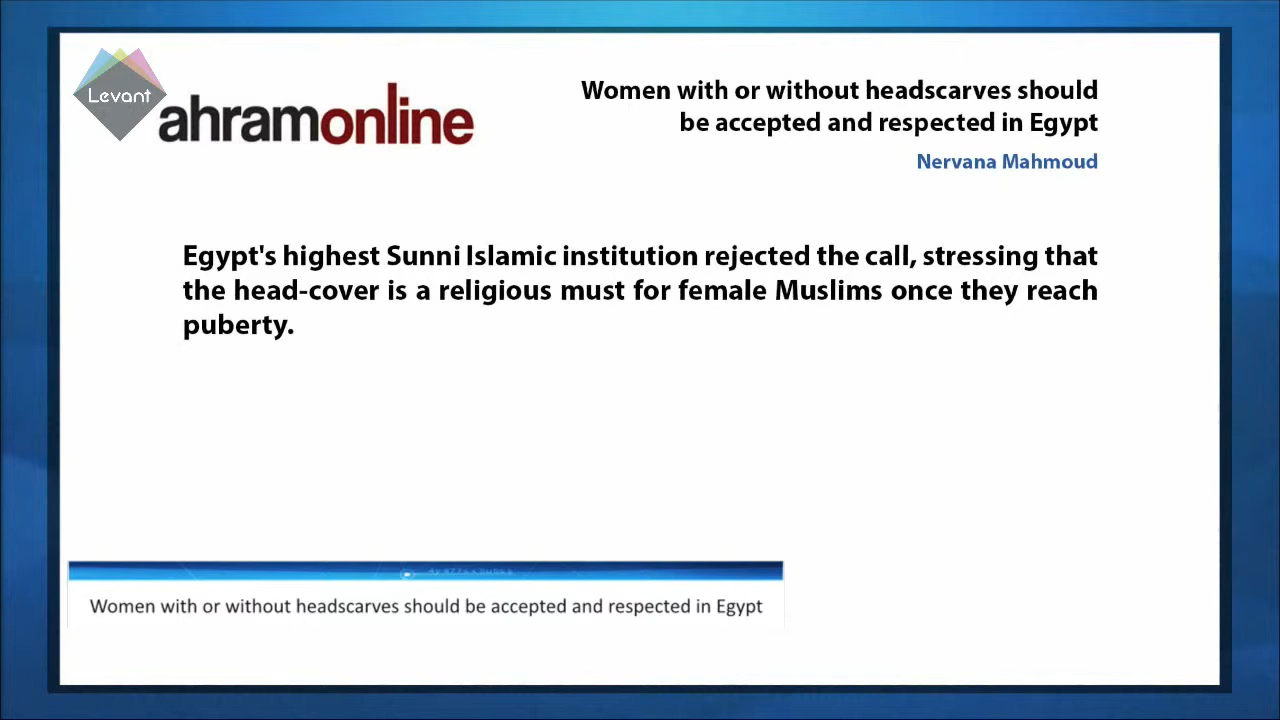 Levant
ahramonline
Women with or without headscarves should
be accepted and respected in Egypt
Nervana Mahmoud
Egypt's highest Sunni Islamic institution rejected the call, stressing that
the head-cover is a religious must for female Muslims once they reach
puberty.
Women with or without headscarves should be accepted and respected in Egypt